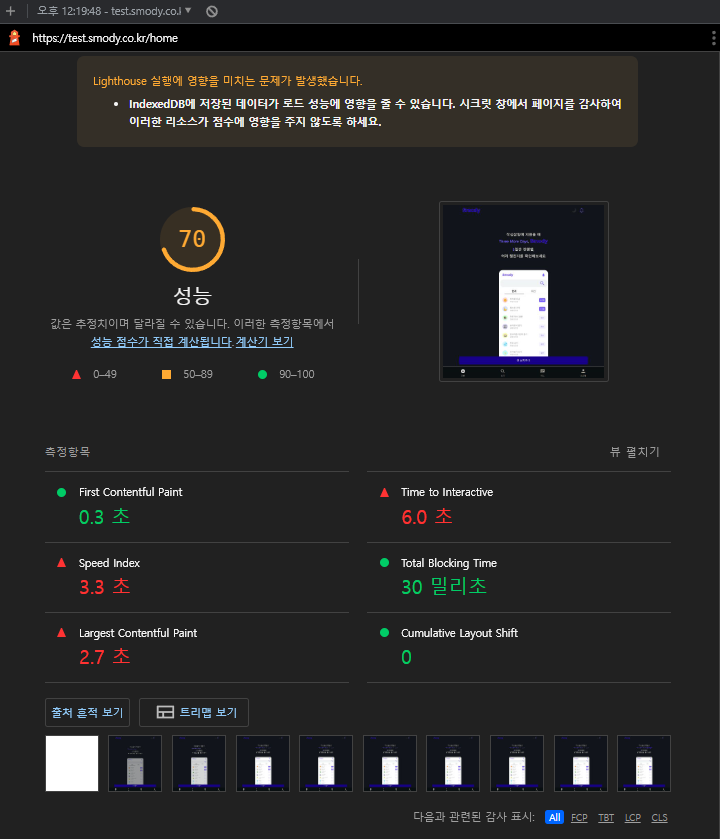 오후 12:19:48 - test.smody.co.l
https://test.smody.co.kr/home
Lighthouse 실행에 영향을 미치는 문제가 발생했습니다.
IndexedDB에 저장된 데이터가 로드 성능에 영향을 줄 수 있습니다. 시크릿 창에서 페이지를 감사하여
이러한 리소스가 점수에 영향을 주지 않도록 하세요.
70
성능
값은 추정치이며 달라질 수 있습니다. 이러한 측정항목에서
성능 점수가 직접 계산됩니다.계산기 보기
0–49
50–89
90–100
측정항목
뷰 펼치기
First Contentful Paint
0.3 초
Time to Interactive
6.0 초
Speed Index
3.3 초
Total Blocking Time
30 밀리초
Largest Contentful Paint
2.7 초
Cumulative Layout Shift
0
출처 흔적 보기
트리맵 보기
다음과 관련된 감사 표시: All FCP TBT LCP CLS